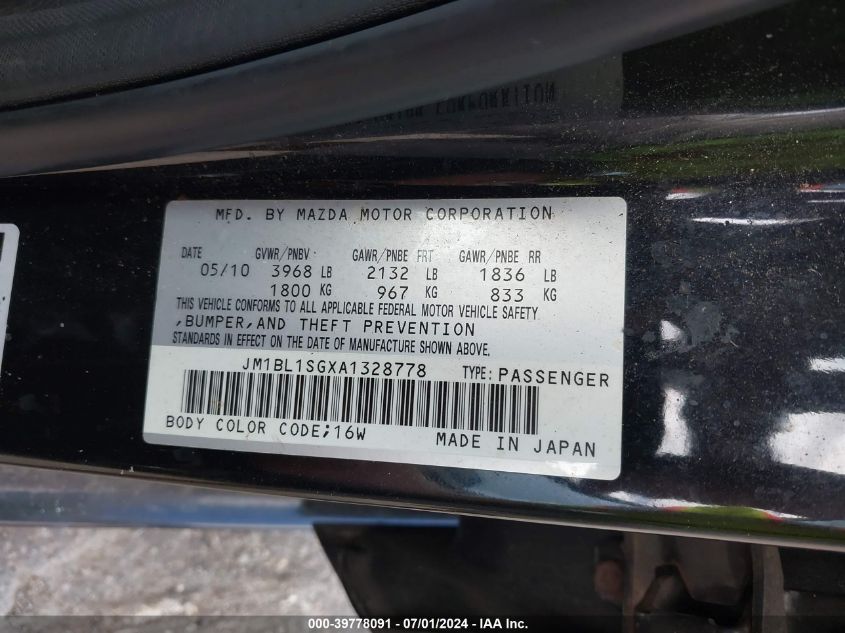 MFD. BY MAZDA MOTOR CORPORATION
DATE GVWR/PNBV GAWR/PNBE FRT GAWR/PNBE RR
05/10 3968 LB 2132 LB 1836 LB
1800 KG 967 KG 833 KG
THIS VEHICLE CONFORMS TO ALL APPLICABLE FEDERAL MOTOR VEHICLE SAFETY
,BUMPER,AND THEFT PREVENTION
STANDARDS IN EFFECT ON THE DATE OF MANUFACTURE SHOWN ABOVE.
JM1BL1SGXA1328778 TYPE:PASSENGER
BODY COLOR CODE;16W MADE IN JAPAN
000-39778091 - 07/01/2024 - IAA Inc.